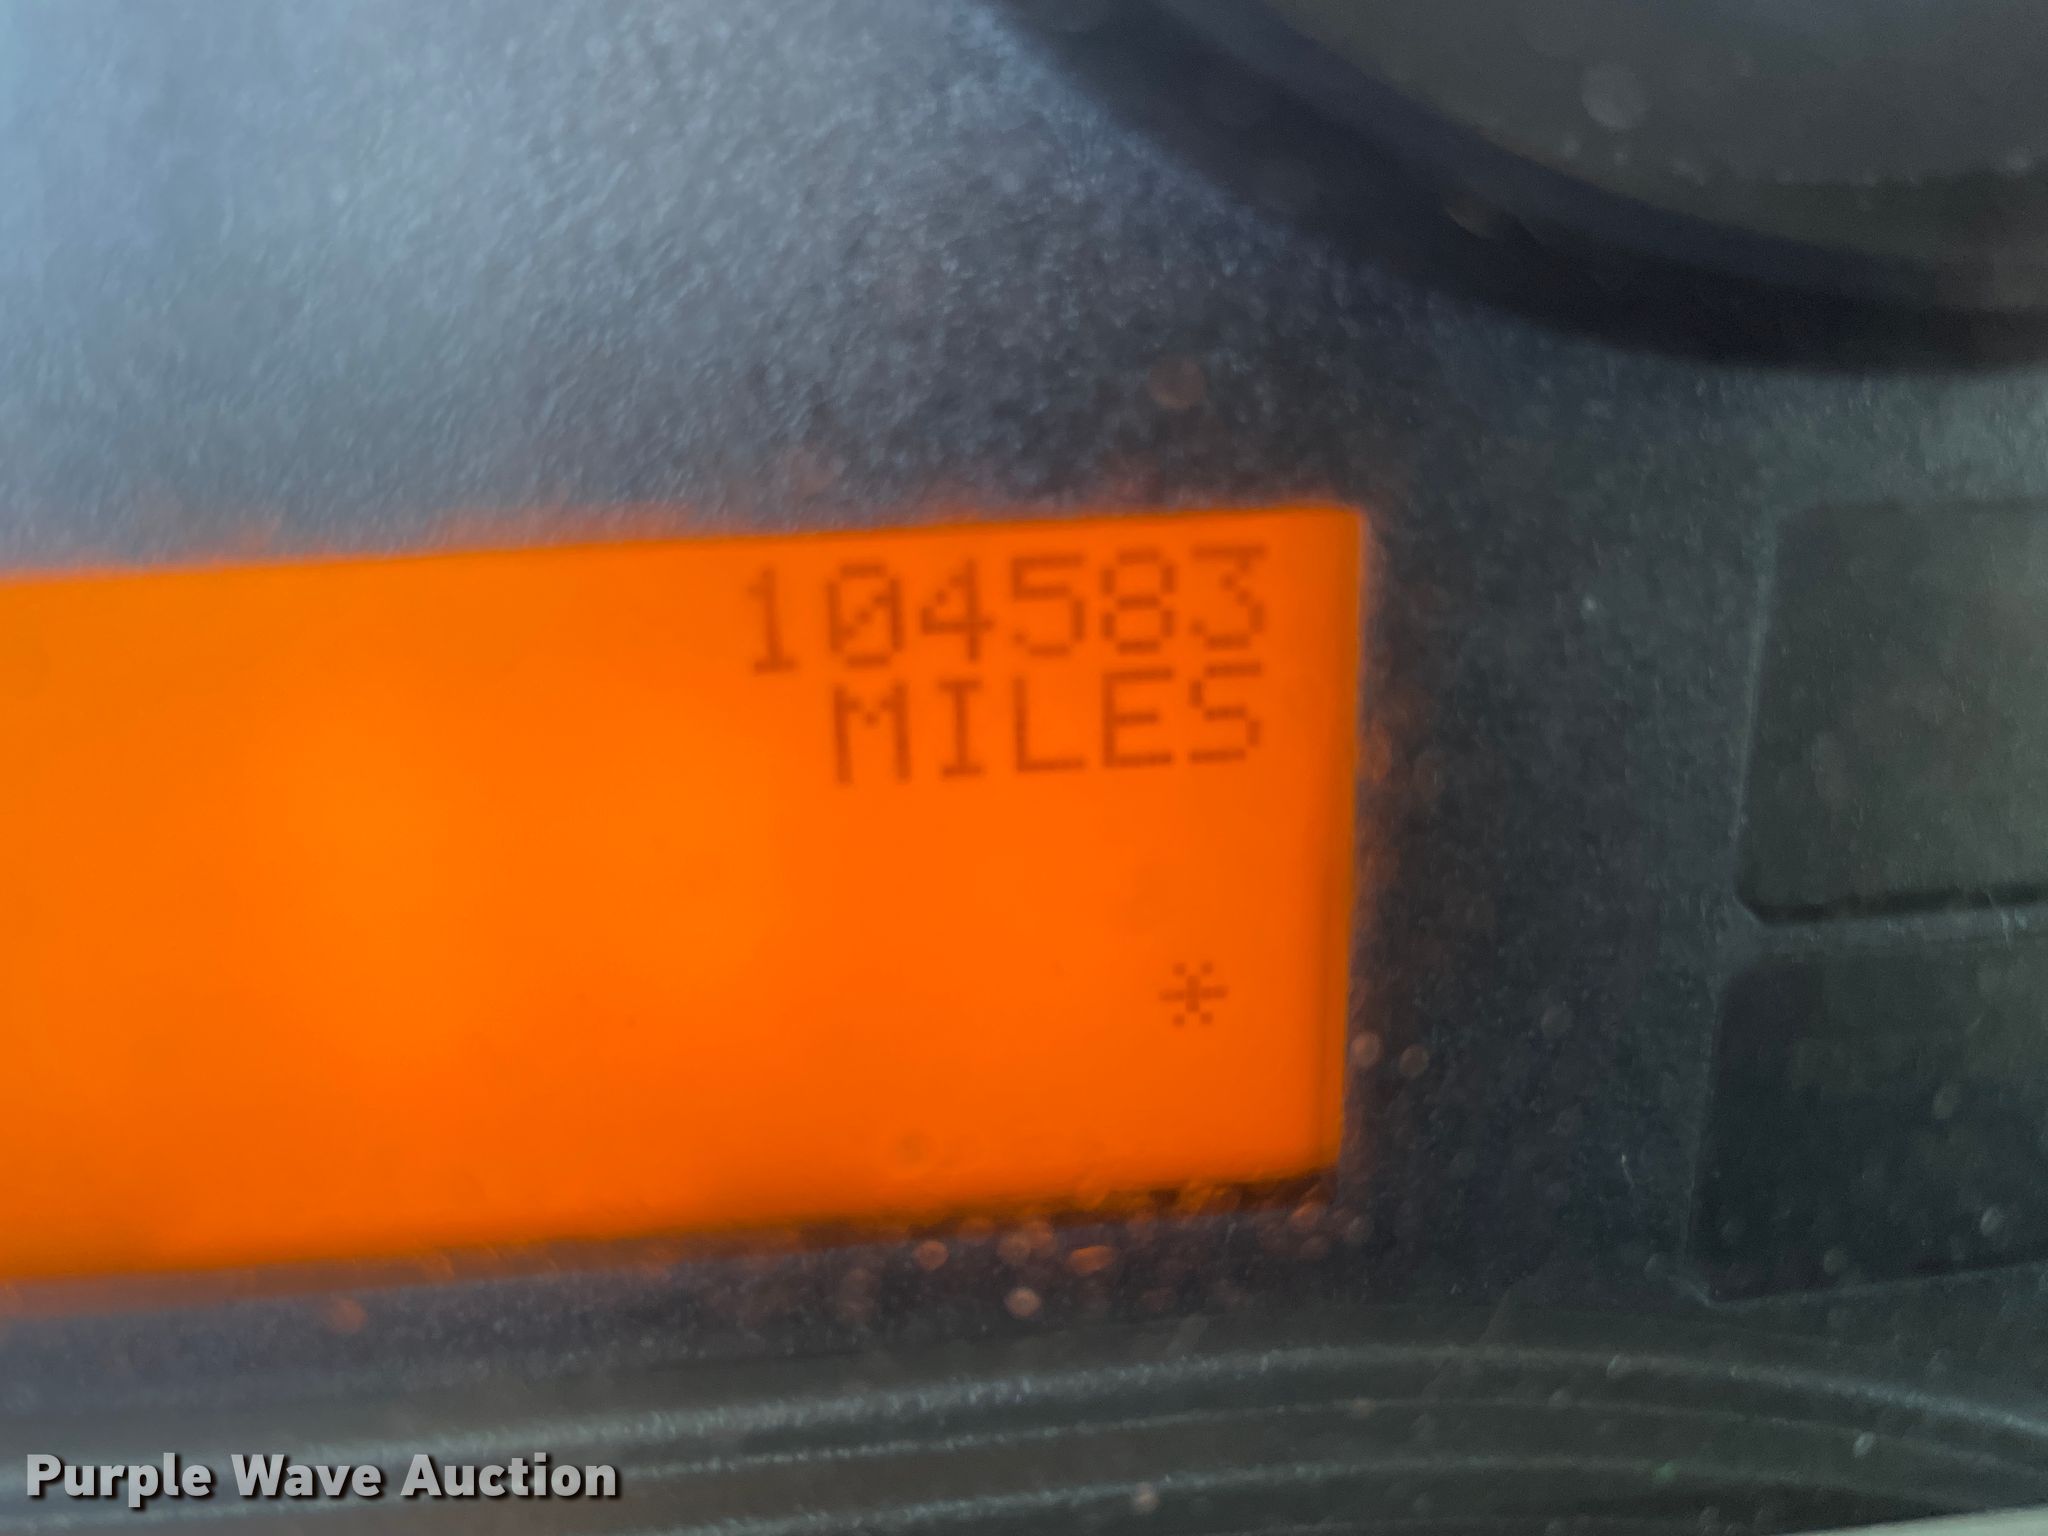 104583
MILES
*
Purple Wave Auction